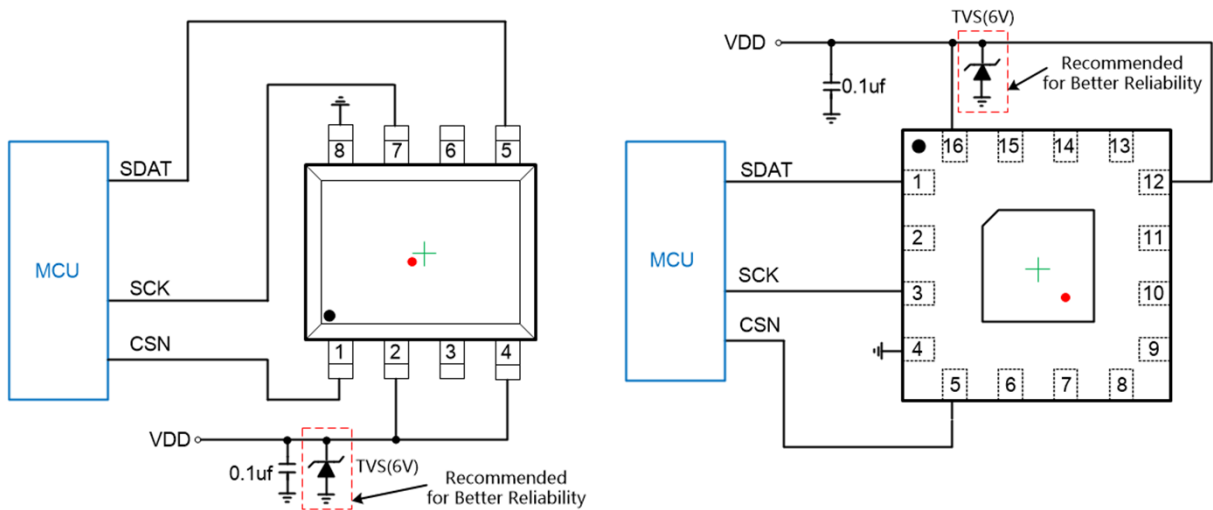 SDAT
MCU
SCK
CSN
8
7
6
5
1
2
3
4
VDD
0.1uf
TVS(6V)
Recommended
for Better Reliability
TVS(6V)
VDD
Recommended
for Better Reliability
0.1uf
MCU
SDAT
SCK
CSN
16
15
14
13
1
12
2
11
3
10
4
9
5
6
7
8